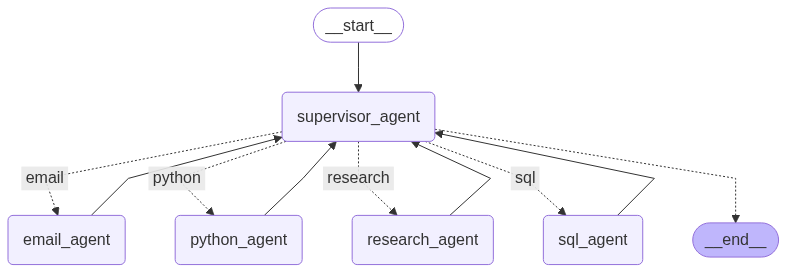 __start__
supervisor_agent
email
python
research
sql
email_agent
python_agent
research_agent
sql_agent
__end__